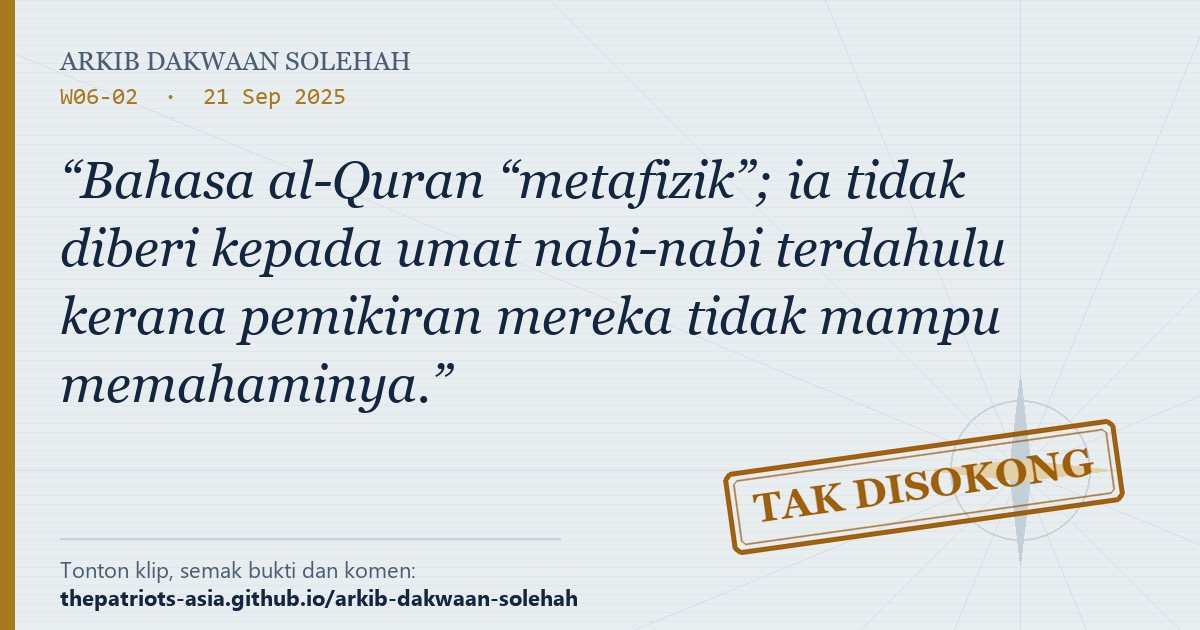 ARKIB DAKWAAN SOLEHAH
W06-02 · 21 Sep 2025
“Bahasa al-Quran “metafizik”; ia tidak
diberi kepada umat nabi-nabi terdahulu
kerana pemikiran mereka tidak mampu
memahaminya.”
TAK DISOKONG
Tonton klip, semak bukti dan komen:
thepatriots-asia.github.io/arkib-dakwaan-solehah